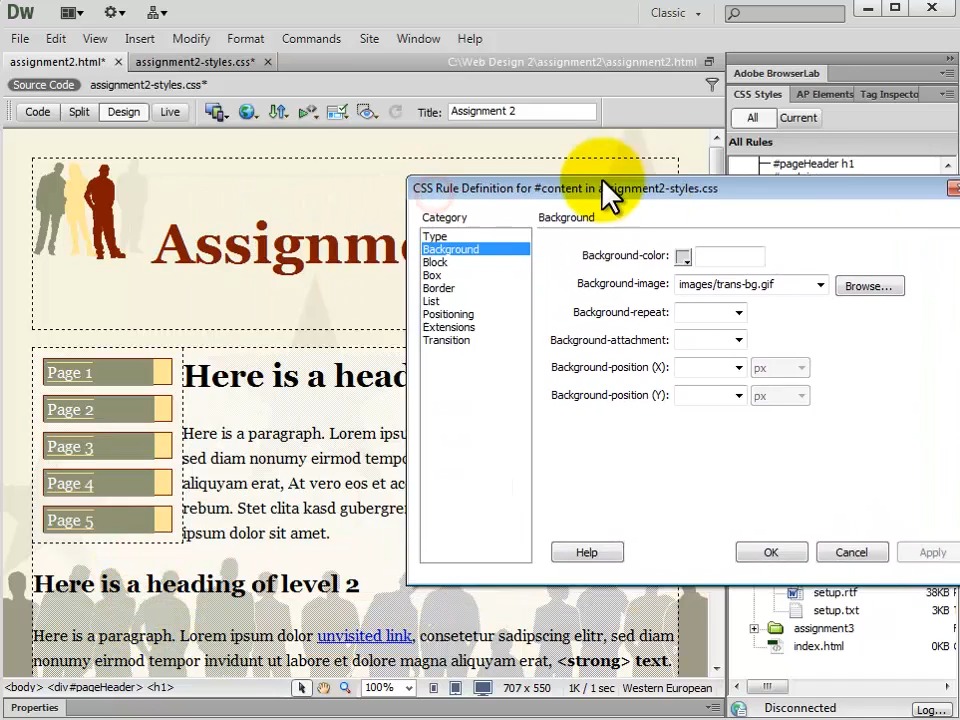 Dw
Classic
File Edit View Insert Modify Format Commands Site Window Help
assignment2.html* assignment2-styles.css* C:\Web Design 2\assignment2\assignment2.html
Source Code assignment2-styles.css*
Code Split Design Live Title: Assignment 2
Adobe BrowserLab
CSS Styles AP Elements Tag Inspecto
All Current
All Rules
#pageHeader h1
CSS Rule Definition for #content in assignment2-styles.css
Category
Type
Background
Block
Box
Border
List
Positioning
Extensions
Transition
Background
Background-color:
Background-image: images/trans-bg.gif Browse...
Background-repeat:
Background-attachment:
Background-position (X): px
Background-position (Y): px
Help OK Cancel Apply
Assignme
Page 1
Page 2
Page 3
Page 4
Page 5
Here is a head
Here is a paragraph. Lorem ipsu
sed diam nonumy eirmod tempo
aliquyam erat, At vero eos et ac
rebum. Stet clita kasd gubergre
ipsum dolor sit amet.
Here is a heading of level 2
Here is a paragraph. Lorem ipsum dolor unvisited link, consetetur sadipscing elitr, sed diam
nonumy eirmod tempor invidunt ut labore et dolore magna aliquyam erat, <strong> text.
setup.rtf 38KB F
setup.txt 3KB T
assignment3 F
index.html 0KB C
<body> <div#pageHeader> <h1> 100% 707 x 550 1K / 1 sec Western European
Properties
Disconnected Log...